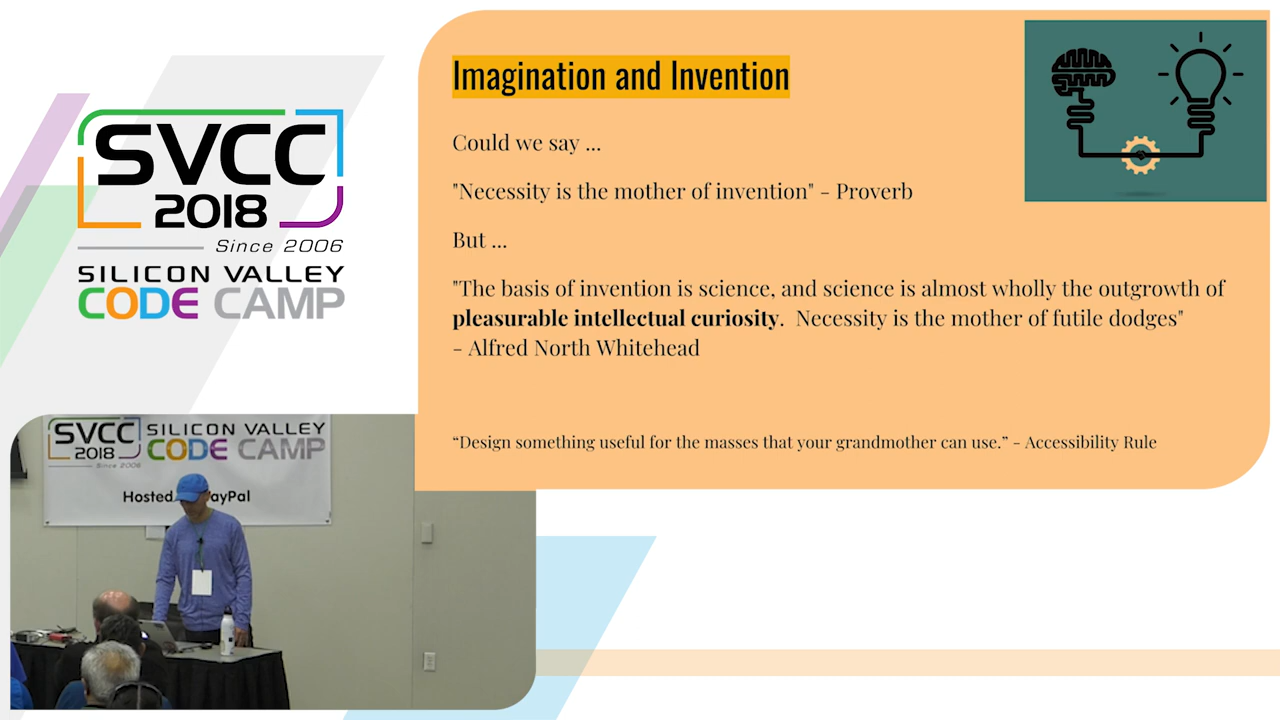 SVCC
2018
Since 2006
SILICON VALLEY
CODE CAMP
Imagination and Invention
Could we say ...
"Necessity is the mother of invention" - Proverb
But ...
"The basis of invention is science, and science is almost wholly the outgrowth of
pleasurable intellectual curiosity.  Necessity is the mother of futile dodges"
- Alfred North Whitehead
“Design something useful for the masses that your grandmother can use.” - Accessibility Rule
SVCC
2018
Since 2006
SILICON VALLEY
CODE CAMP
Hosted
ayPal